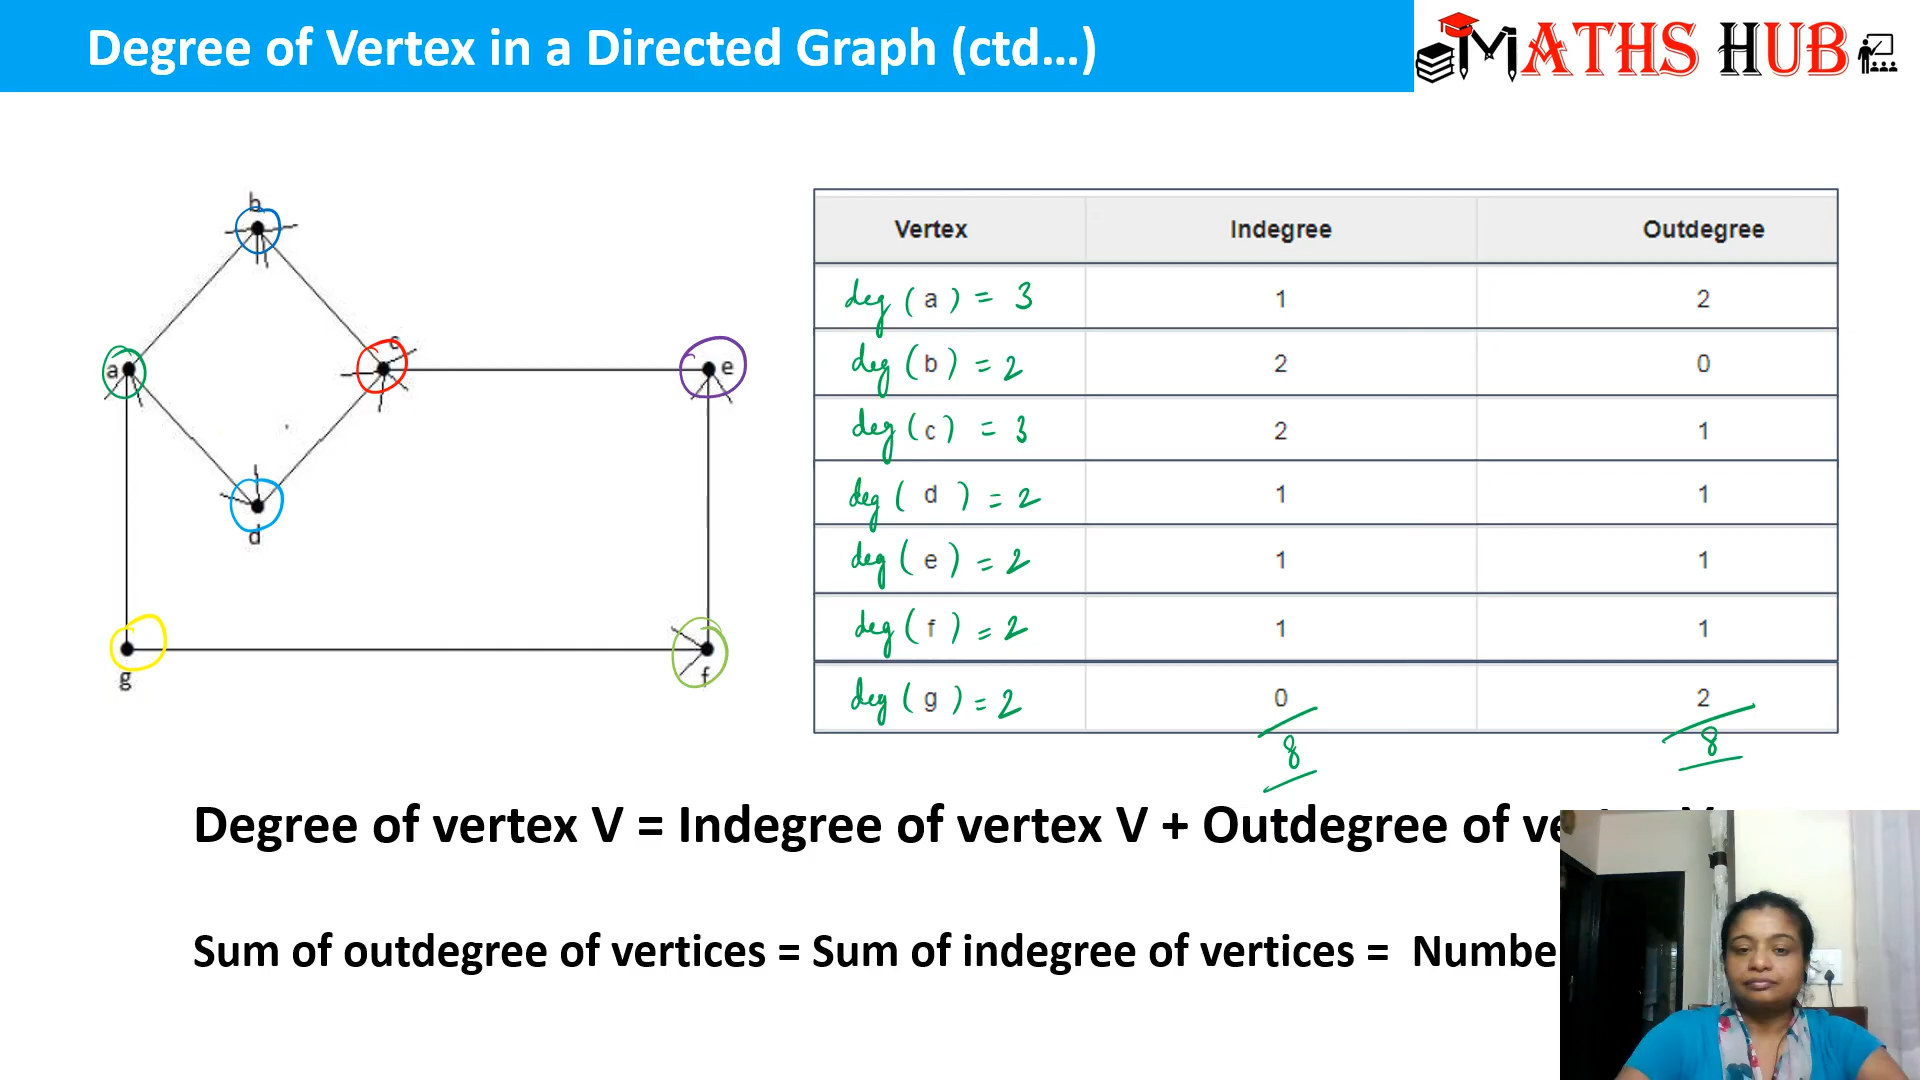 Degree of Vertex in a Directed Graph (ctd...)
MATHS HUB
b
a
c
e
d
g
f
Vertex Indegree Outdegree
deg (a) = 3 1 2
deg (b) = 2 2 0
deg (c) = 3 2 1
deg (d) = 2 1 1
deg (e) = 2 1 1
deg (f) = 2 1 1
deg (g) = 2 0 2
8 8
Degree of vertex V = Indegree of vertex V + Outdegree of
Sum of outdegree of vertices = Sum of indegree of vertices =